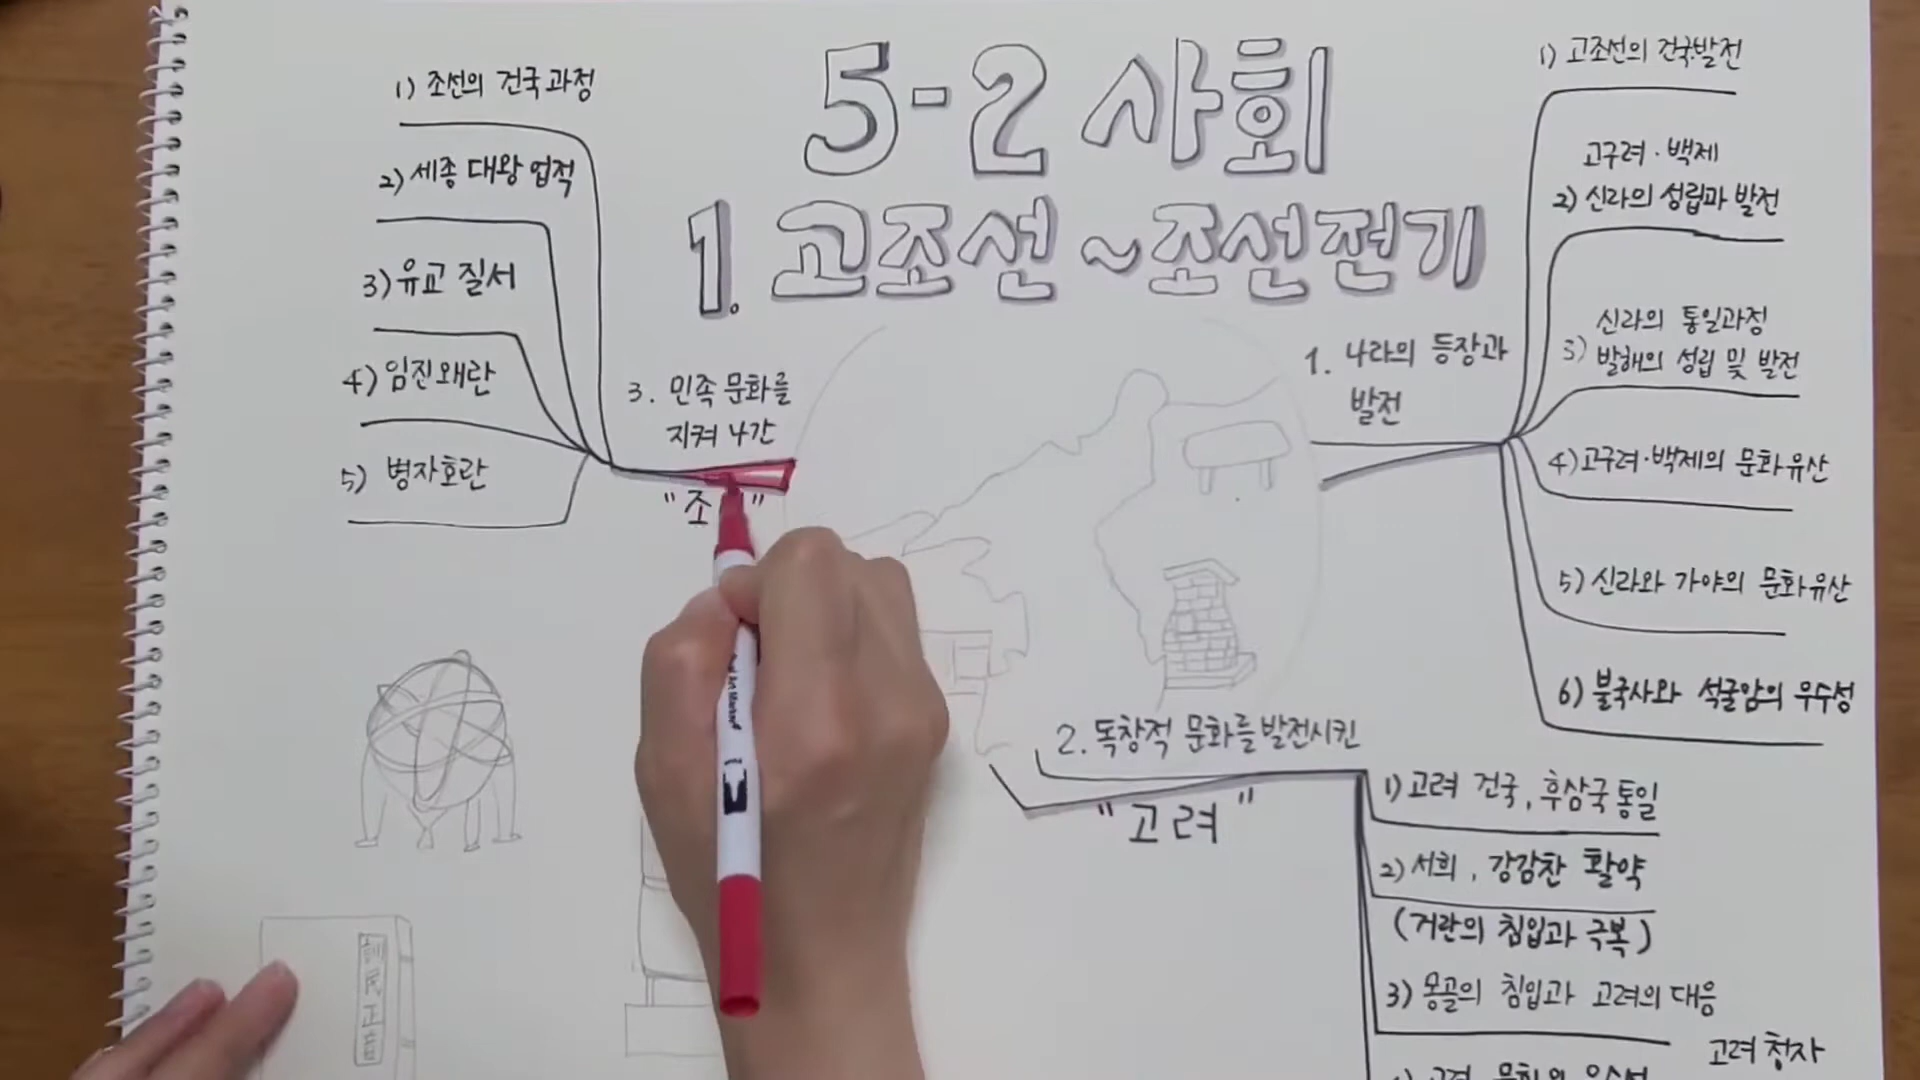 5-2 사회
1. 고조선 ~ 조선 전기
1. 나라의 등장과
발전
1) 고조선의 건국·발전
고구려·백제
2) 신라의 성립과 발전
신라의 통일과정
3) 발해의 성립 및 발전
4) 고구려·백제의 문화유산
5) 신라와 가야의 문화유산
6) 불국사와 석굴암의 우수성
2. 독창적 문화를 발전시킨
"고려"
1) 고려 건국, 후삼국 통일
2) 서희, 강감찬 활약
(거란의 침입과 극복)
3) 몽골의 침입과 고려의 대응
고려 청자
3. 민족 문화를
지켜 나간
"조
1) 조선의 건국 과정
2) 세종 대왕 업적
3) 유교 질서
4) 임진왜란
5) 병자호란